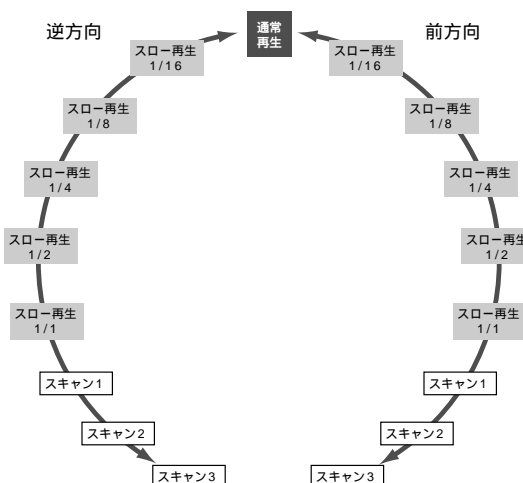 逆方向
通常
再生
前方向
スロー再生
1/16
スロー再生
1/16
スロー再生
1/8
スロー再生
1/8
スロー再生
1/4
スロー再生
1/4
スロー再生
1/2
スロー再生
1/2
スロー再生
1/1
スロー再生
1/1
スキャン1
スキャン1
スキャン2
スキャン2
スキャン3
スキャン3